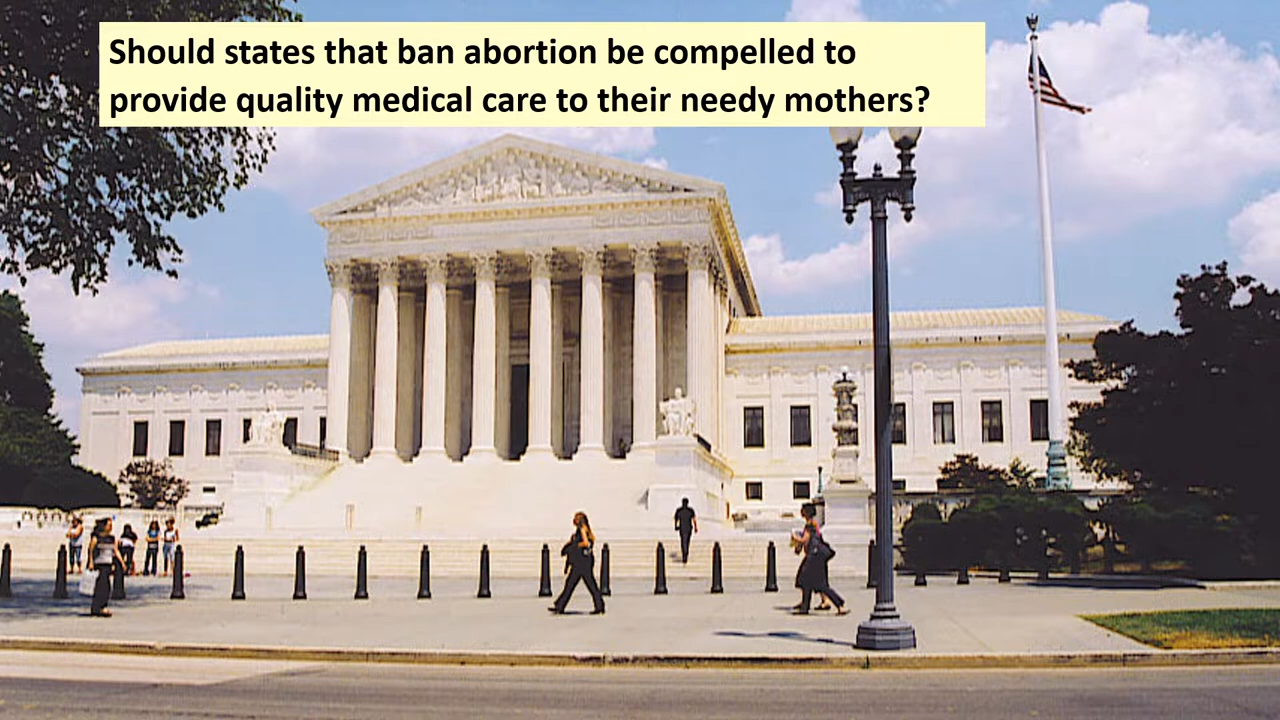 Should states that ban abortion be compelled to
provide quality medical care to their needy mothers?